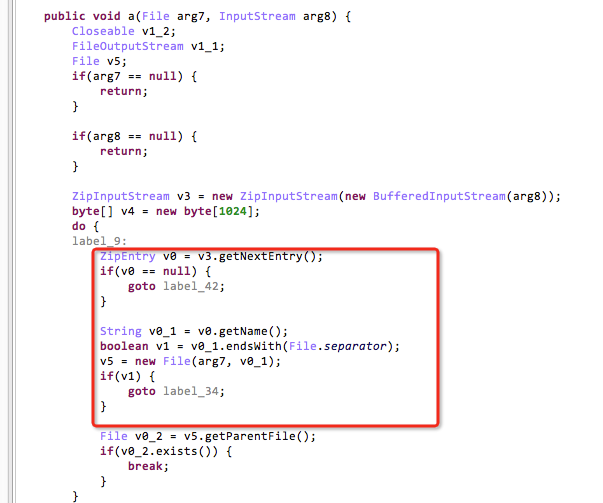 public void a(File arg7, InputStream arg8) {
Closeable v1_2;
FileOutputStream v1_1;
File v5;
if(arg7 == null) {
return;
}
if(arg8 == null) {
return;
}
ZipInputStream v3 = new ZipInputStream(new BufferedInputStream(arg8));
byte[] v4 = new byte[1024];
do {
label_9:
ZipEntry v0 = v3.getNextEntry();
if(v0 == null) {
goto label_42;
}
String v0_1 = v0.getName();
boolean v1 = v0_1.endsWith(File.separator);
v5 = new File(arg7, v0_1);
if(v1) {
goto label_34;
}
File v0_2 = v5.getParentFile();
if(v0_2.exists()) {
break;
}
}